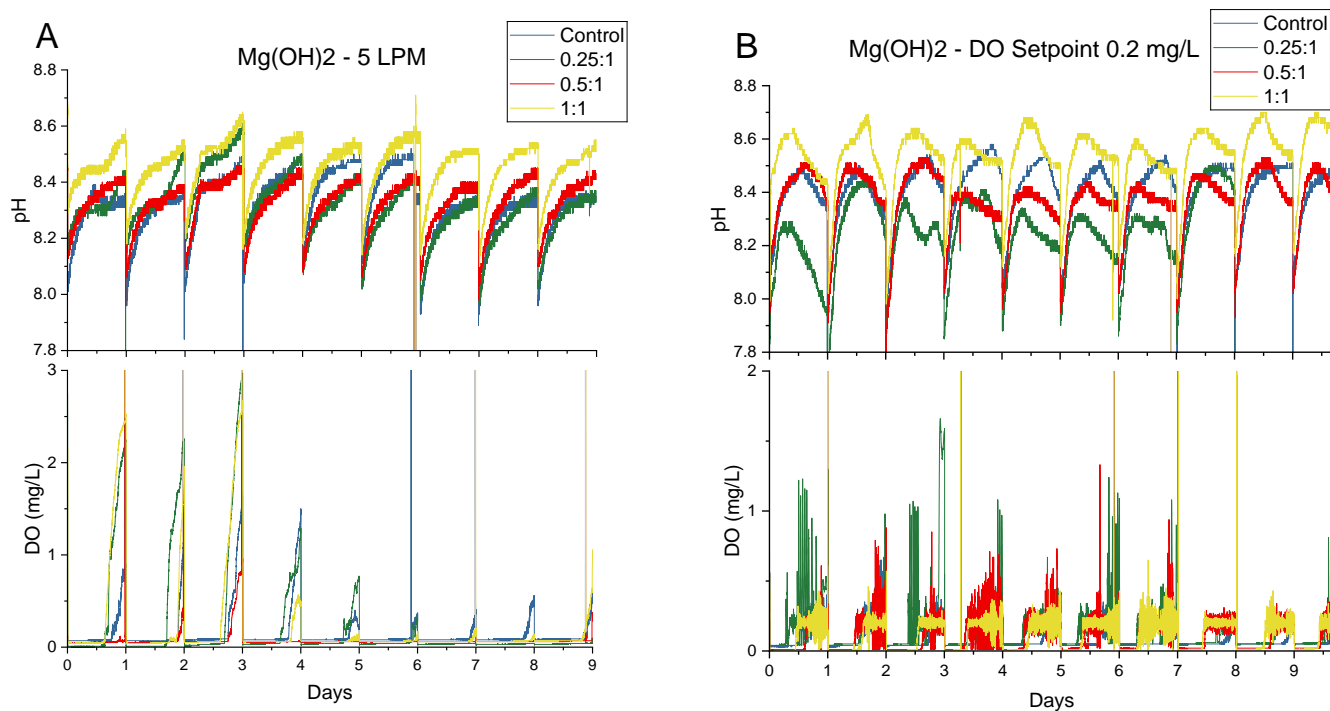 A
Mg(OH)2 - 5 LPM
Control
0.25:1
0.5:1
1:1
8.8
8.6
8.4
8.2
8.0
7.8
pH
3
2
1
0
DO (mg/L)
0 1 2 3 4 5 6 7 8 9
Days
B
Mg(OH)2 - DO Setpoint 0.2 mg/L
Control
0.25:1
0.5:1
1:1
8.8
8.6
8.4
8.2
8.0
7.8
pH
2
1
0
DO (mg/L)
0 1 2 3 4 5 6 7 8 9
Days